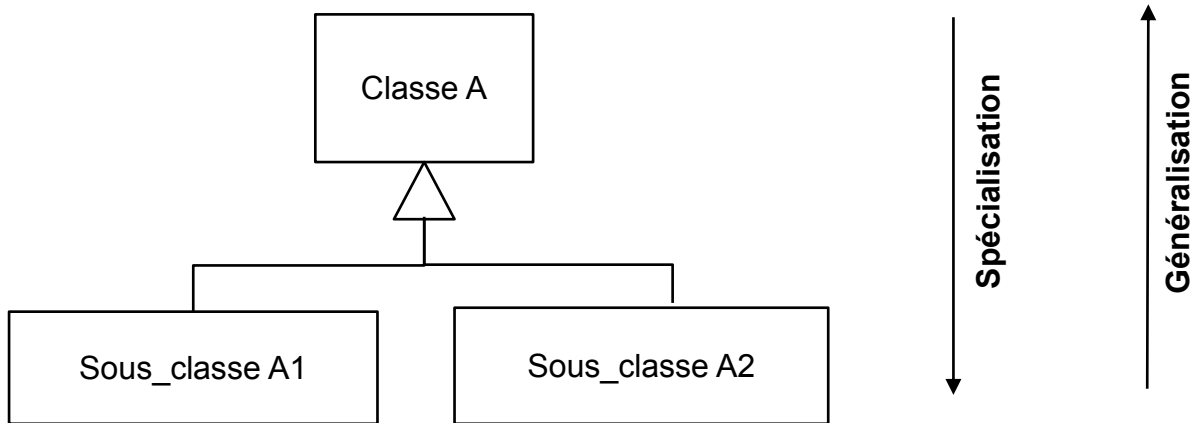 Classe A
Sous_classe A1
Sous_classe A2
Spécialisation
Généralisation